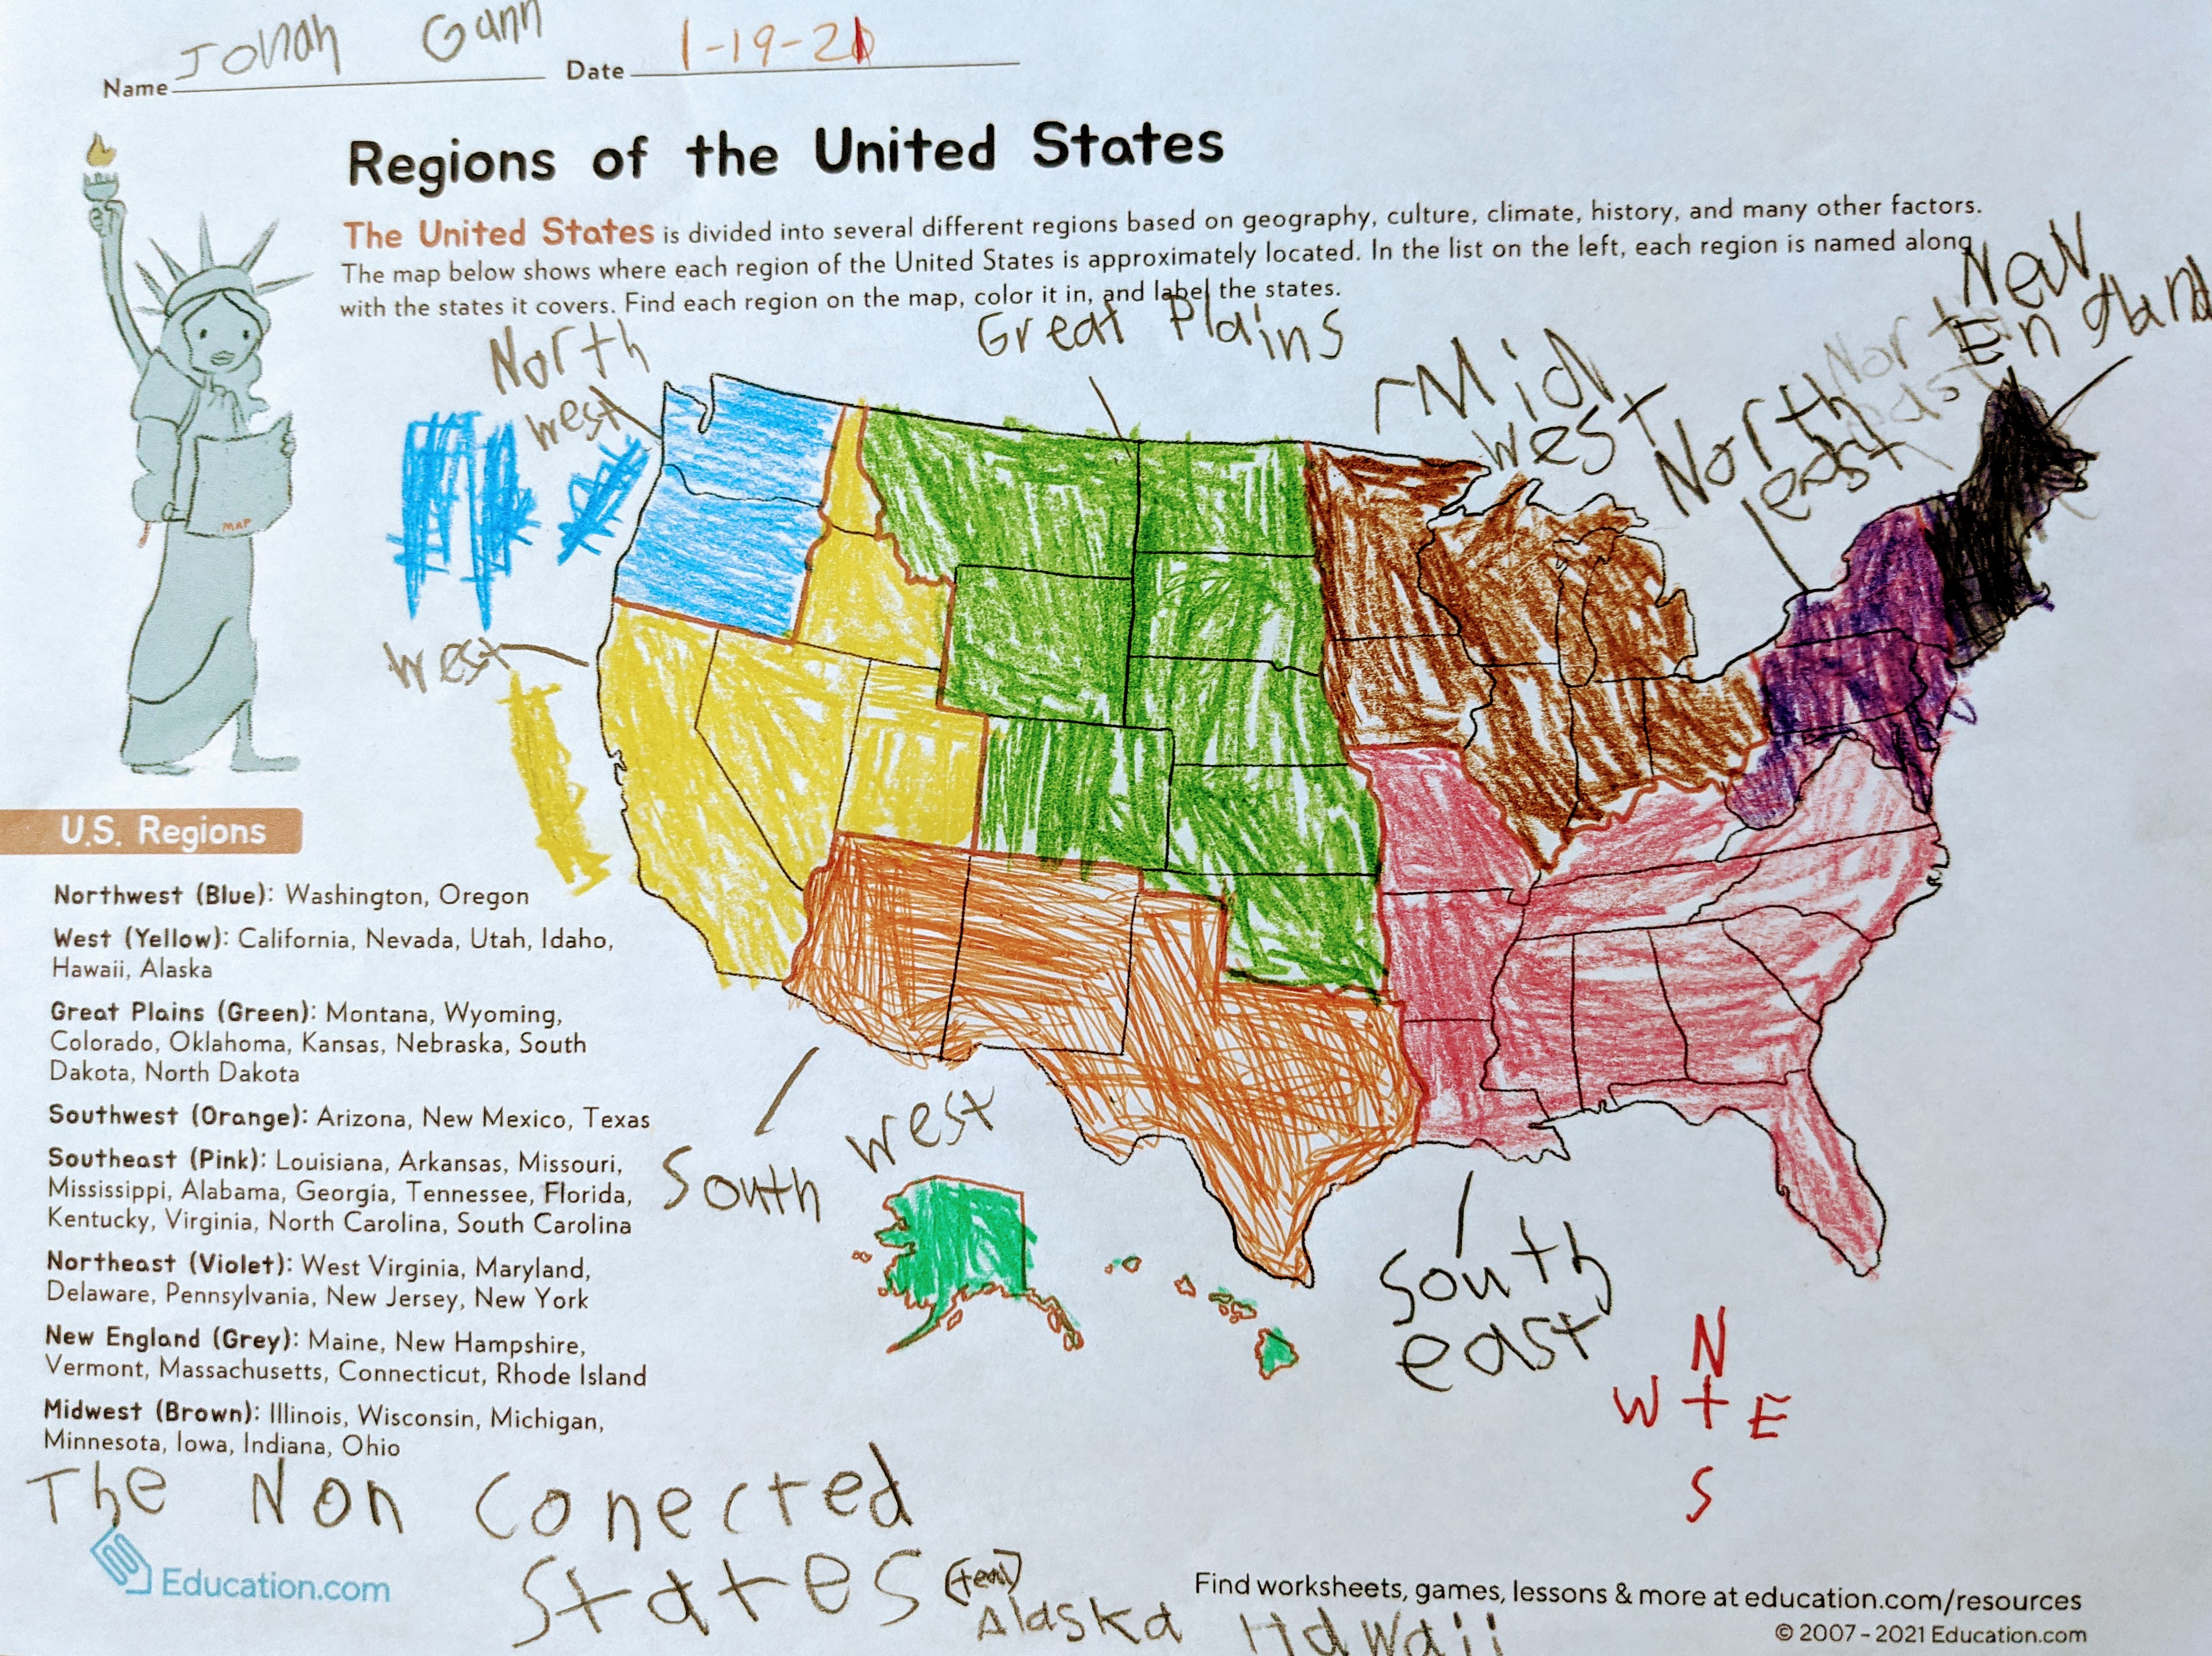 Name Jonah Gann Date 1-19-21
Regions of the United States
The United States is divided into several different regions based on geography, culture, climate, history, and many other factors.
The map below shows where each region of the United States is approximately located. In the list on the left, each region is named along
with the states it covers. Find each region on the map, color it in, and label the states.
North
west
Great Plains
Mid
west
North
east
North
east
New
England
MAP
west
U.S. Regions
Northwest (Blue): Washington, Oregon
West (Yellow): California, Nevada, Utah, Idaho,
Hawaii, Alaska
Great Plains (Green): Montana, Wyoming,
Colorado, Oklahoma, Kansas, Nebraska, South
Dakota, North Dakota
Southwest (Orange): Arizona, New Mexico, Texas
Southeast (Pink): Louisiana, Arkansas, Missouri,
Mississippi, Alabama, Georgia, Tennessee, Florida,
Kentucky, Virginia, North Carolina, South Carolina
Northeast (Violet): West Virginia, Maryland,
Delaware, Pennsylvania, New Jersey, New York
New England (Grey): Maine, New Hampshire,
Vermont, Massachusetts, Connecticut, Rhode Island
Midwest (Brown): Illinois, Wisconsin, Michigan,
Minnesota, Iowa, Indiana, Ohio
South west
South
east
N
W E
S
The Non Conected
States (teal)
Alaska Hawaii
Education.com
Find worksheets, games, lessons & more at education.com/resources
© 2007-2021 Education.com